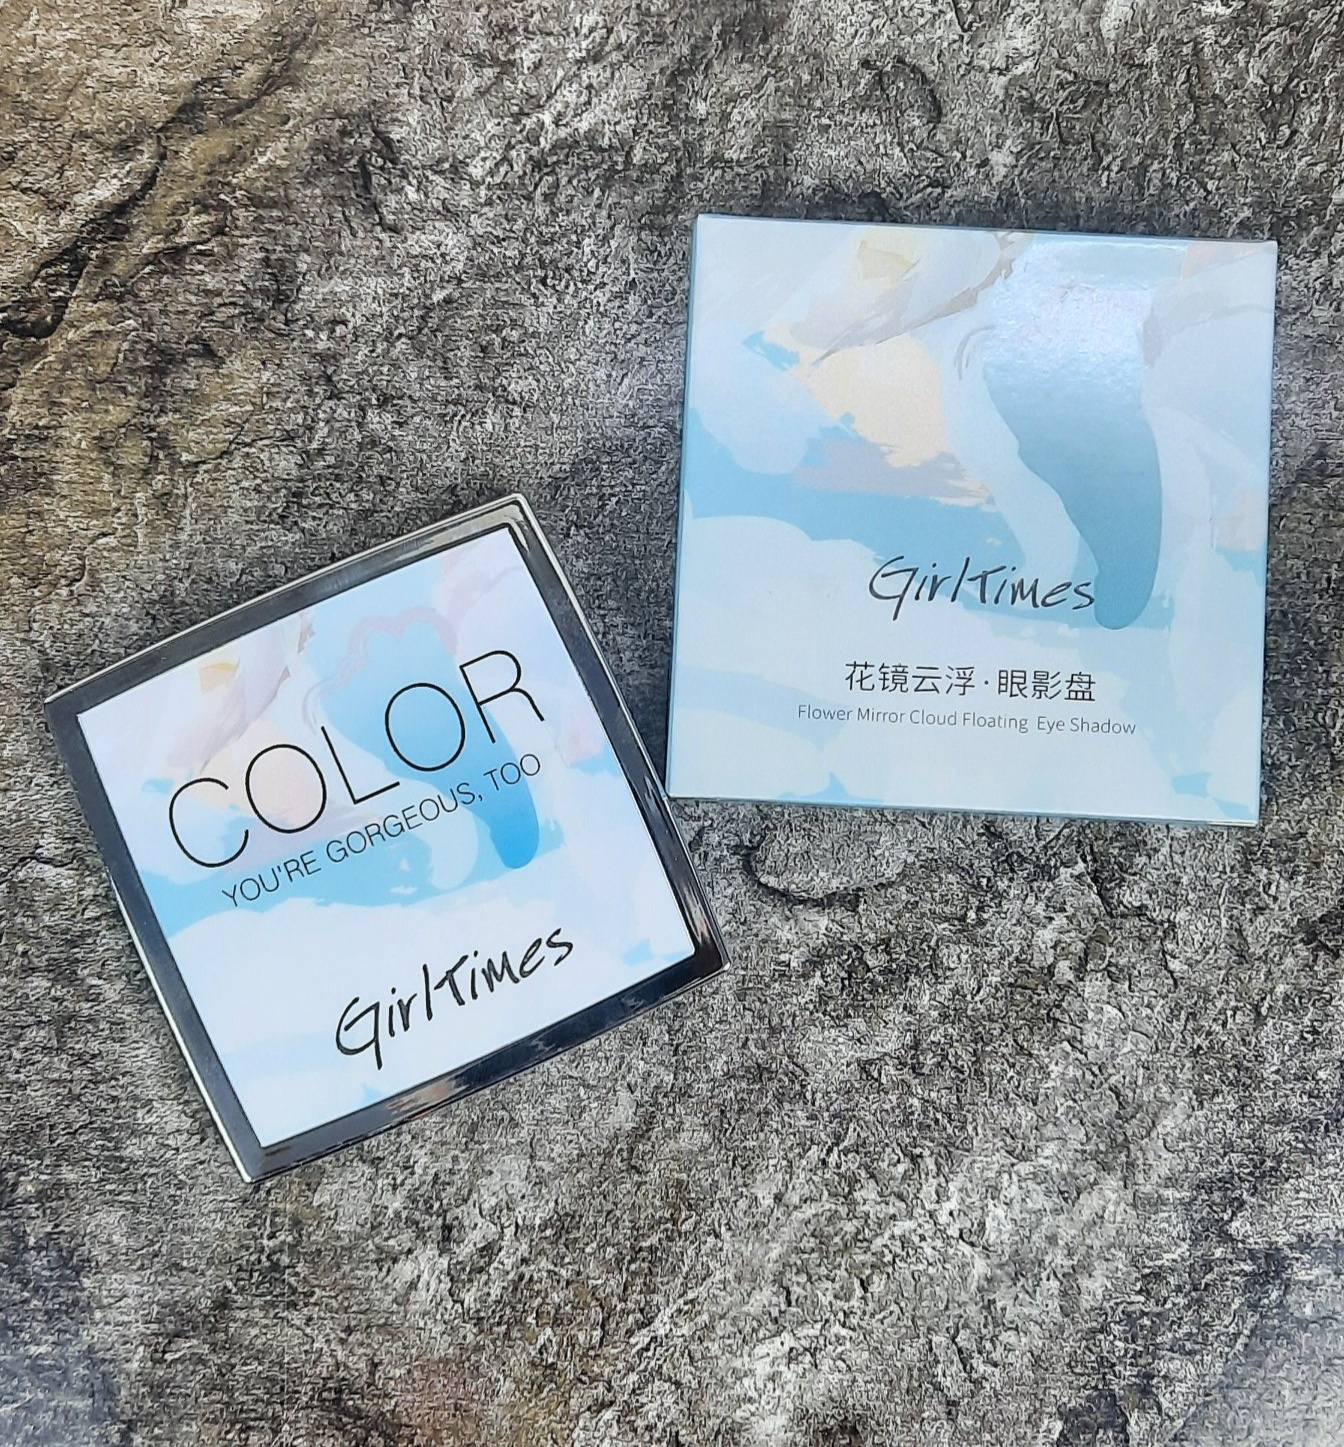 COLOR
YOU'RE GORGEOUS, TOO
GirlTimes
GirlTimes
花镜云浮·眼影盘
Flower Mirror Cloud Floating Eye Shadow